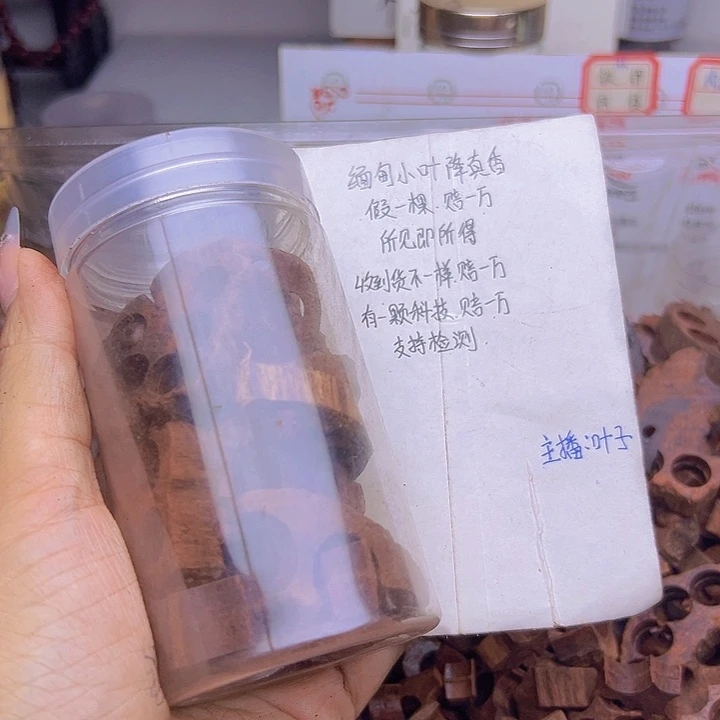 缅甸小叶降真香
假一棵.赔一万
所见即所得
收到货不一样.赔一万
有一颗科技.赔一万
支持检测.
主播:叶子